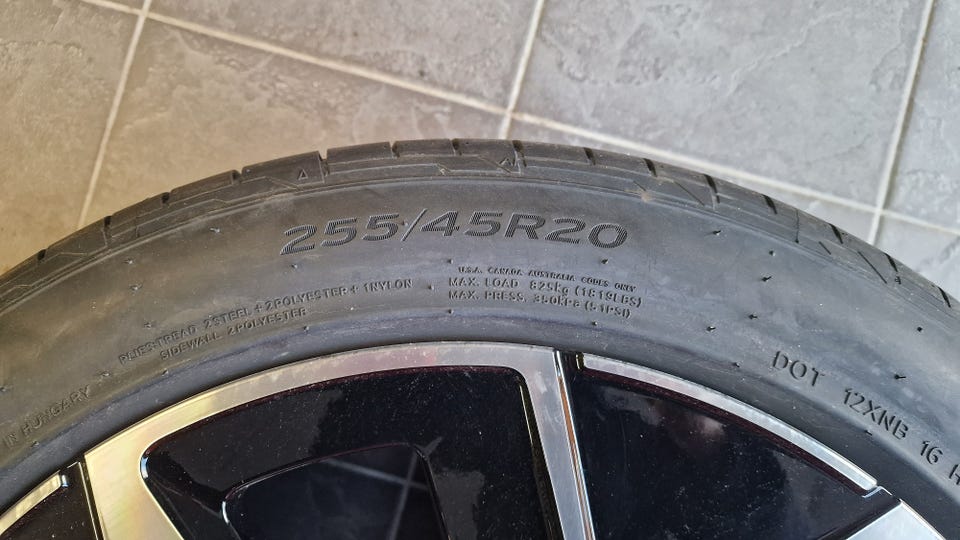 255/45R20
U.S.A. CANADA AUSTRALIA CODES ONLY
MAX. LOAD 825kg (1819LBS)
MAX. PRESS. 350kPa (51PSI)
PLIES:TREAD 2STEEL+2POLYESTER+1NYLON
SIDEWALL 2POLYESTER
IN HUNGARY
DOT 12XNB 16 H